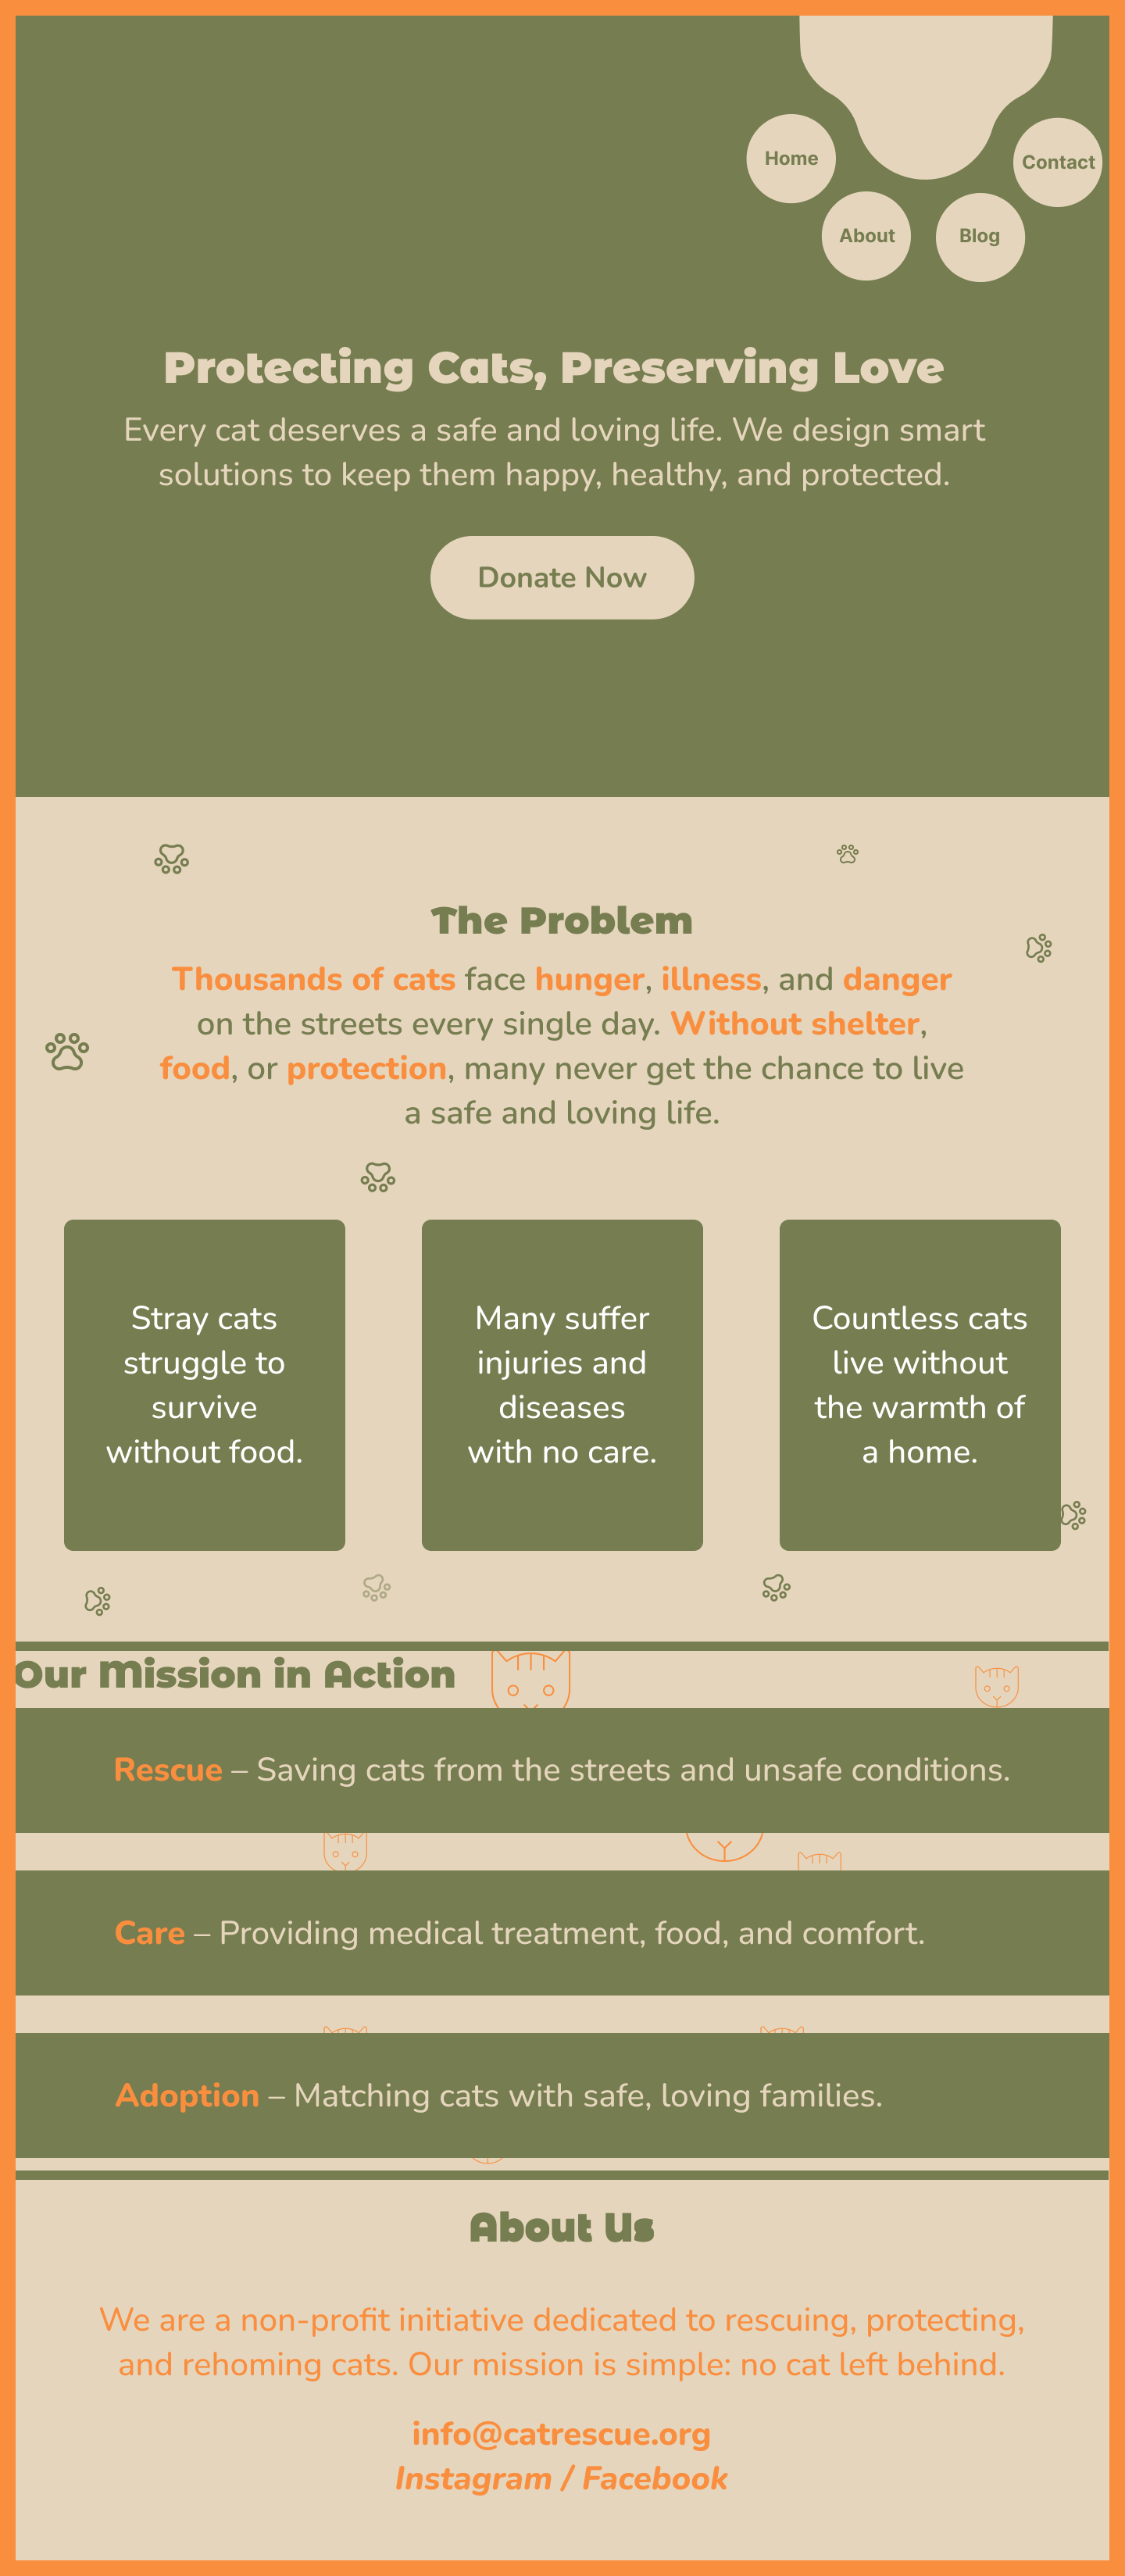 Home
Contact
About
Blog
Protecting Cats, Preserving Love
Every cat deserves a safe and loving life. We design smart
solutions to keep them happy, healthy, and protected.
Donate Now
The Problem
Thousands of cats face hunger, illness, and danger
on the streets every single day. Without shelter,
food, or protection, many never get the chance to live
a safe and loving life.
Stray cats
struggle to
survive
without food.
Many suffer
injuries and
diseases
with no care.
Countless cats
live without
the warmth of
a home.
Our Mission in Action
Rescue – Saving cats from the streets and unsafe conditions.
Care – Providing medical treatment, food, and comfort.
Adoption – Matching cats with safe, loving families.
About Us
We are a non-profit initiative dedicated to rescuing, protecting,
and rehoming cats. Our mission is simple: no cat left behind.
info@catrescue.org
Instagram / Facebook